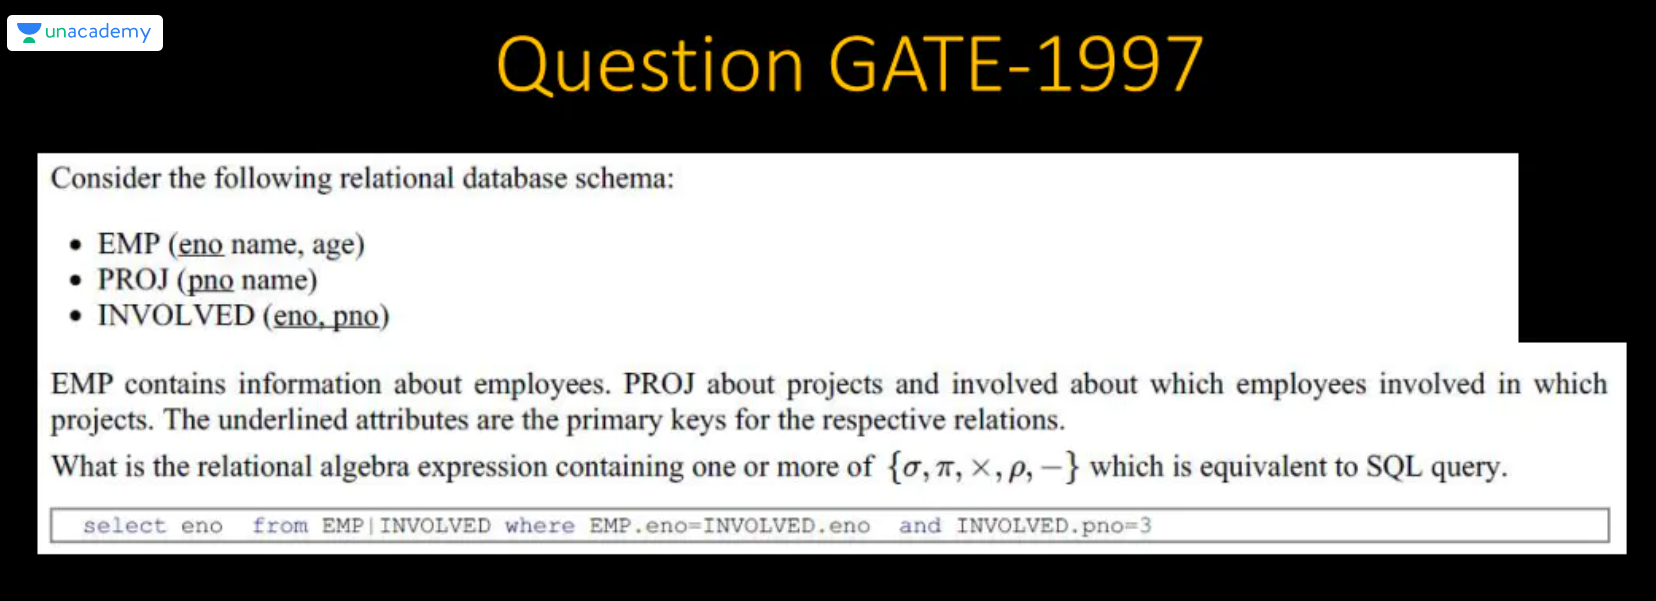 unacademy
Question GATE-1997
Consider the following relational database schema:
• EMP (eno name, age)
• PROJ (pno name)
• INVOLVED (eno, pno)
EMP contains information about employees. PROJ about projects and involved about which employees involved in which
projects. The underlined attributes are the primary keys for the respective relations.
What is the relational algebra expression containing one or more of {σ, π, ×, ρ, −} which is equivalent to SQL query.
select eno from EMP|INVOLVED where EMP.eno=INVOLVED.eno and INVOLVED.pno=3